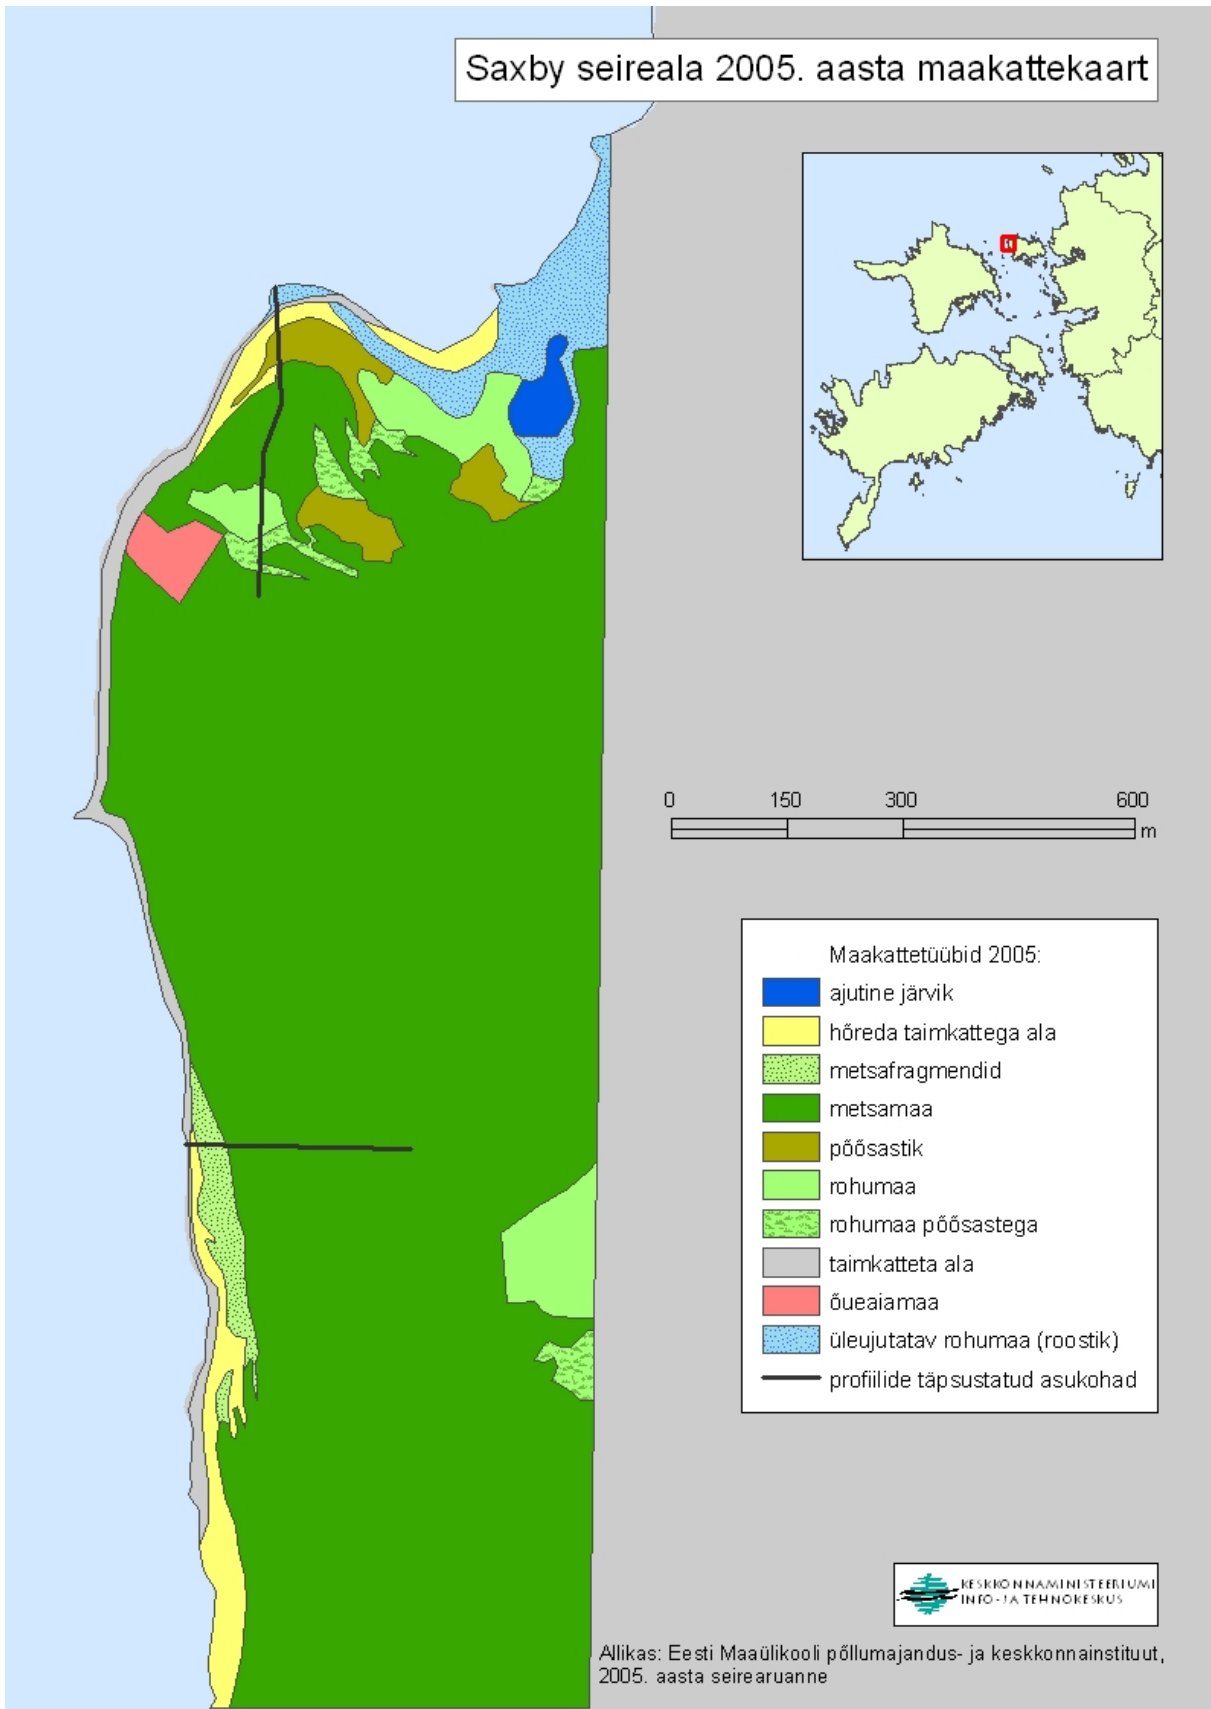 Saxby seireala 2005. aasta maakattekaart
0 150 300 600
m
Maakattetüübid 2005:
ajutine järvik
hõreda taimkattega ala
metsafragmendid
metsamaa
põõsastik
rohumaa
rohumaa põõsastega
taimkatteta ala
õueaiamaa
üleujutatav rohumaa (roostik)
profiilide täpsustatud asukohad
KESKKONNAMINISTEERIUMI
INFO- JA TEHNOKESKUS
Allikas: Eesti Maaülikooli põllumajandus- ja keskkonnainstituut,
2005. aasta seirearuanne